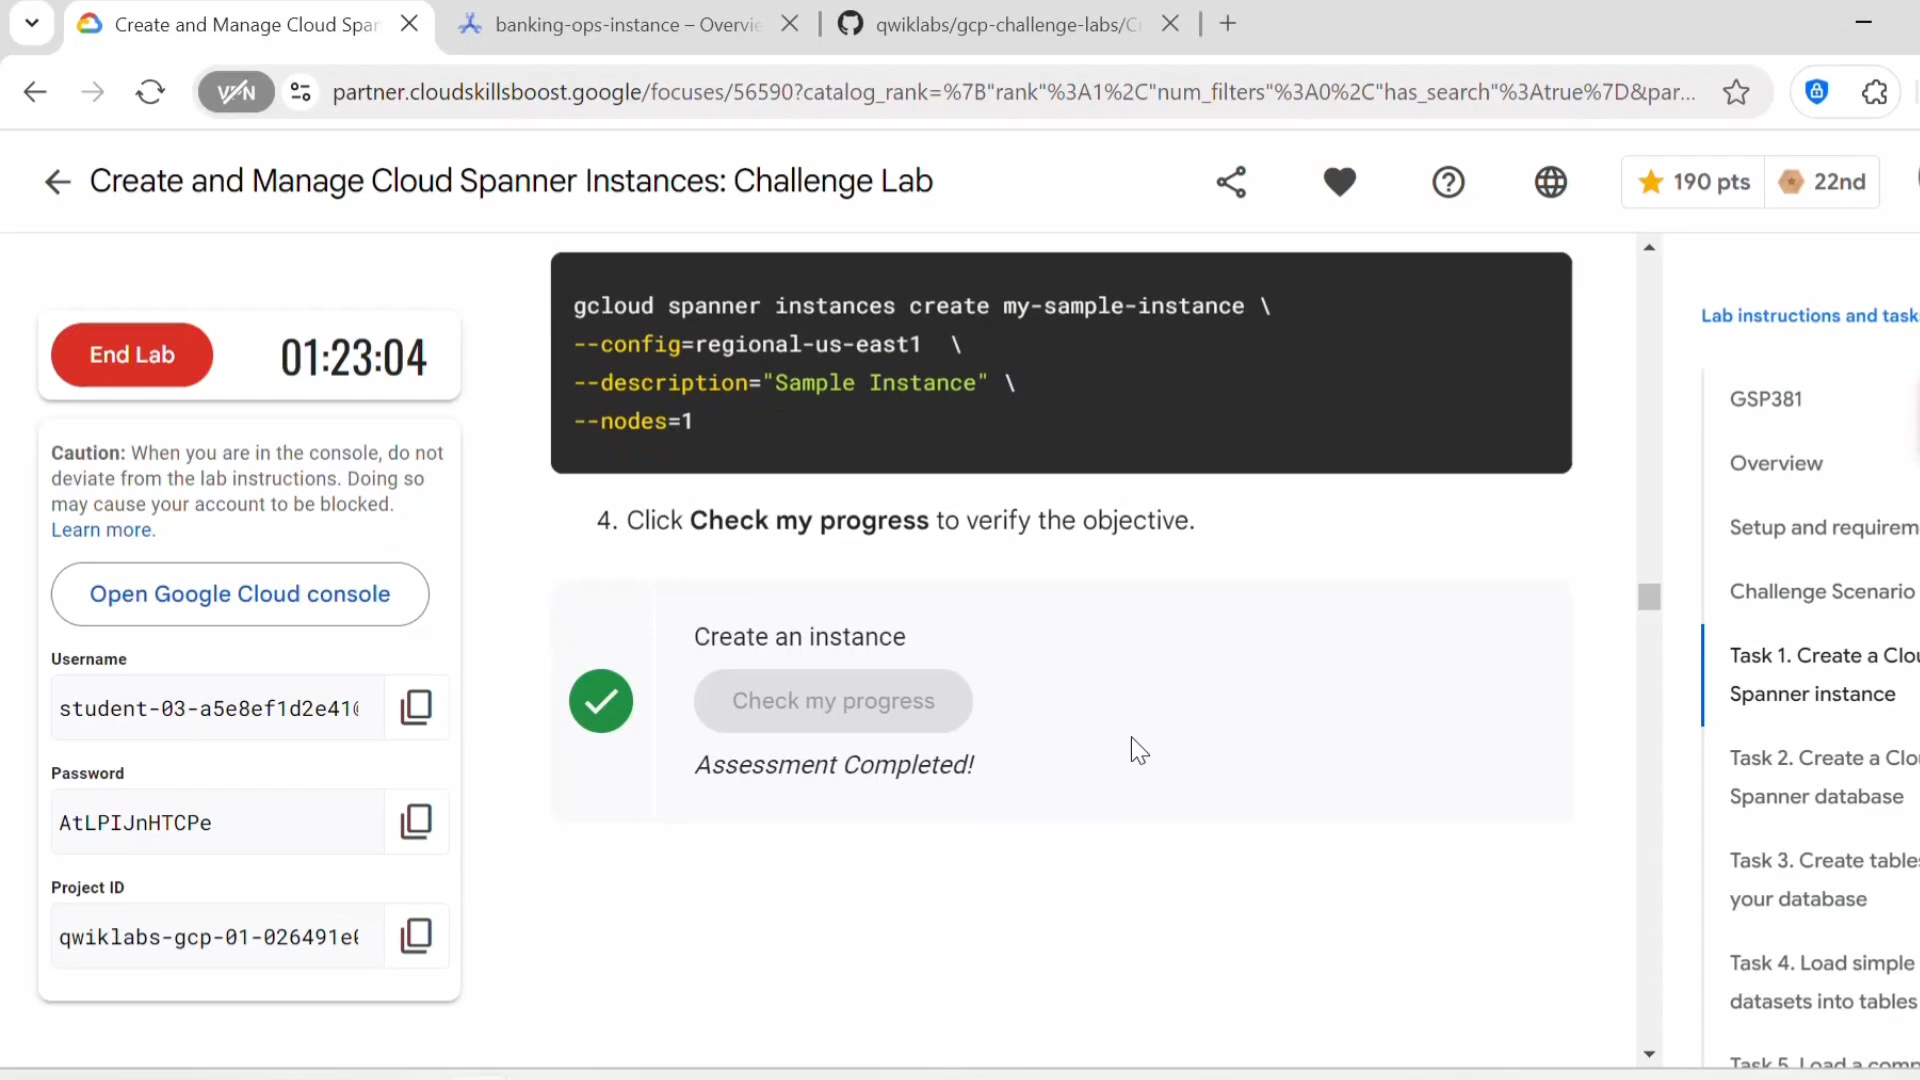 Create and Manage Cloud Spar
banking-ops-instance – Overvie
qwiklabs/gcp-challenge-labs/C
VPN
partner.cloudskillsboost.google/focuses/56590?catalog_rank=%7B"rank"%3A1%2C"num_filters"%3A0%2C"has_search"%3Atrue%7D&par...
Create and Manage Cloud Spanner Instances: Challenge Lab
190 pts
22nd
End Lab
01:23:04
Caution: When you are in the console, do not
deviate from the lab instructions. Doing so
may cause your account to be blocked.
Learn more.
Open Google Cloud console
Username
student-03-a5e8ef1d2e41@
Password
AtLPIJnHTCPe
Project ID
qwiklabs-gcp-01-026491e
gcloud spanner instances create my-sample-instance \
--config=regional-us-east1  \
--description="Sample Instance" \
--nodes=1
4. Click Check my progress to verify the objective.
Create an instance
Check my progress
Assessment Completed!
Lab instructions and tasks
GSP381
Overview
Setup and requirem
Challenge Scenario
Task 1. Create a Clou
Spanner instance
Task 2. Create a Clou
Spanner database
Task 3. Create tables
your database
Task 4. Load simple
datasets into tables
Task 5. Load a comp